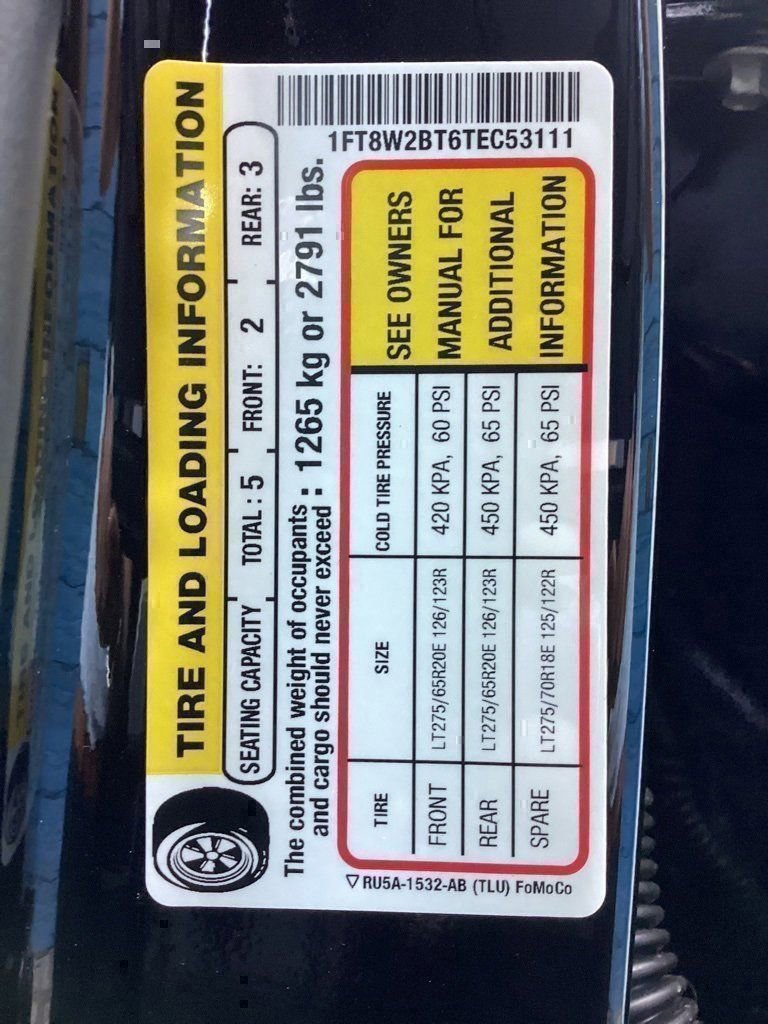 TIRE AND LOADING INFORMATION
SEATING CAPACITY TOTAL : 5 FRONT: 2 REAR: 3
The combined weight of occupants
and cargo should never exceed : 1265 kg or 2791 lbs.
1FT8W2BT6TEC53111
TIRE SIZE COLD TIRE PRESSURE
FRONT LT275/65R20E 126/123R 420 KPA, 60 PSI
REAR LT275/65R20E 126/123R 450 KPA, 65 PSI
SPARE LT275/70R18E 125/122R 450 KPA, 65 PSI
SEE OWNERS
MANUAL FOR
ADDITIONAL
INFORMATION
▽ RU5A-1532-AB (TLU) FoMoCo